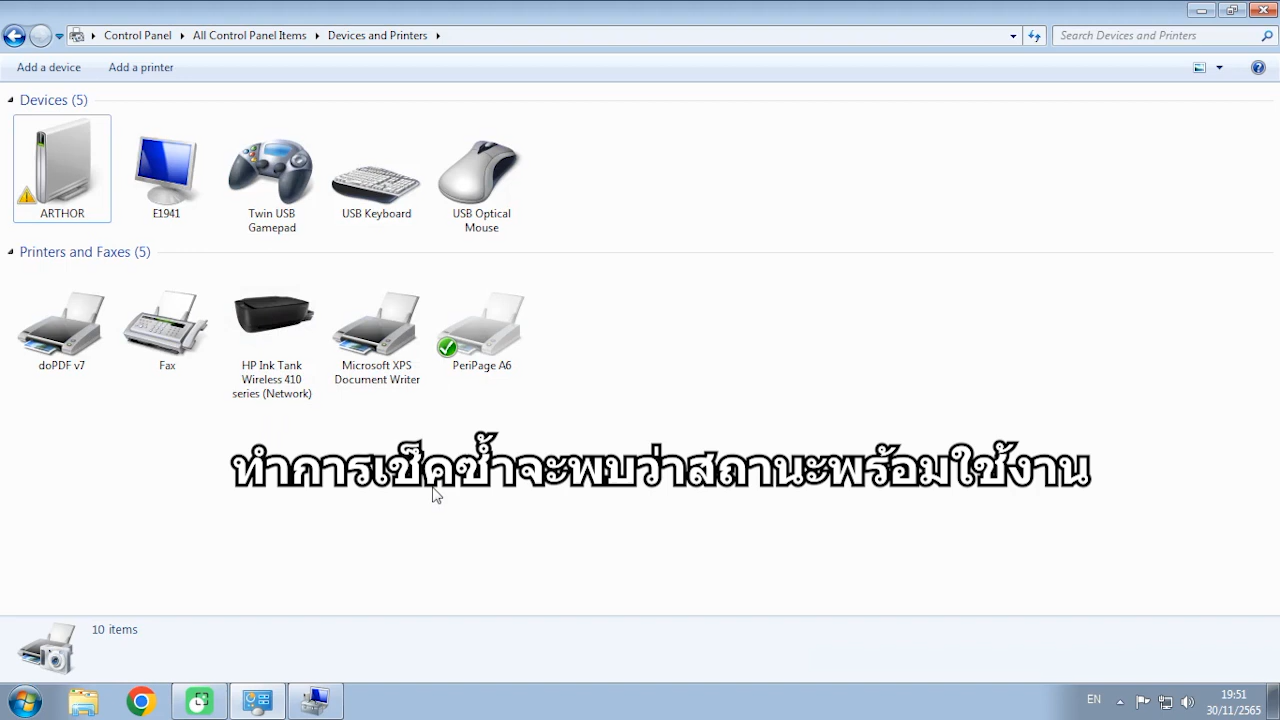 Control Panel
All Control Panel Items
Devices and Printers
Search Devices and Printers
Add a device
Add a printer
Devices (5)
ARTHOR
E1941
Twin USB
Gamepad
USB Keyboard
USB Optical
Mouse
Printers and Faxes (5)
doPDF v7
Fax
HP Ink Tank
Wireless 410
series (Network)
Microsoft XPS
Document Writer
PeriPage A6
ทำการเช็คซ้ำจะพบว่าสถานะพร้อมใช้งาน
10 items
EN
19:51
30/11/2565